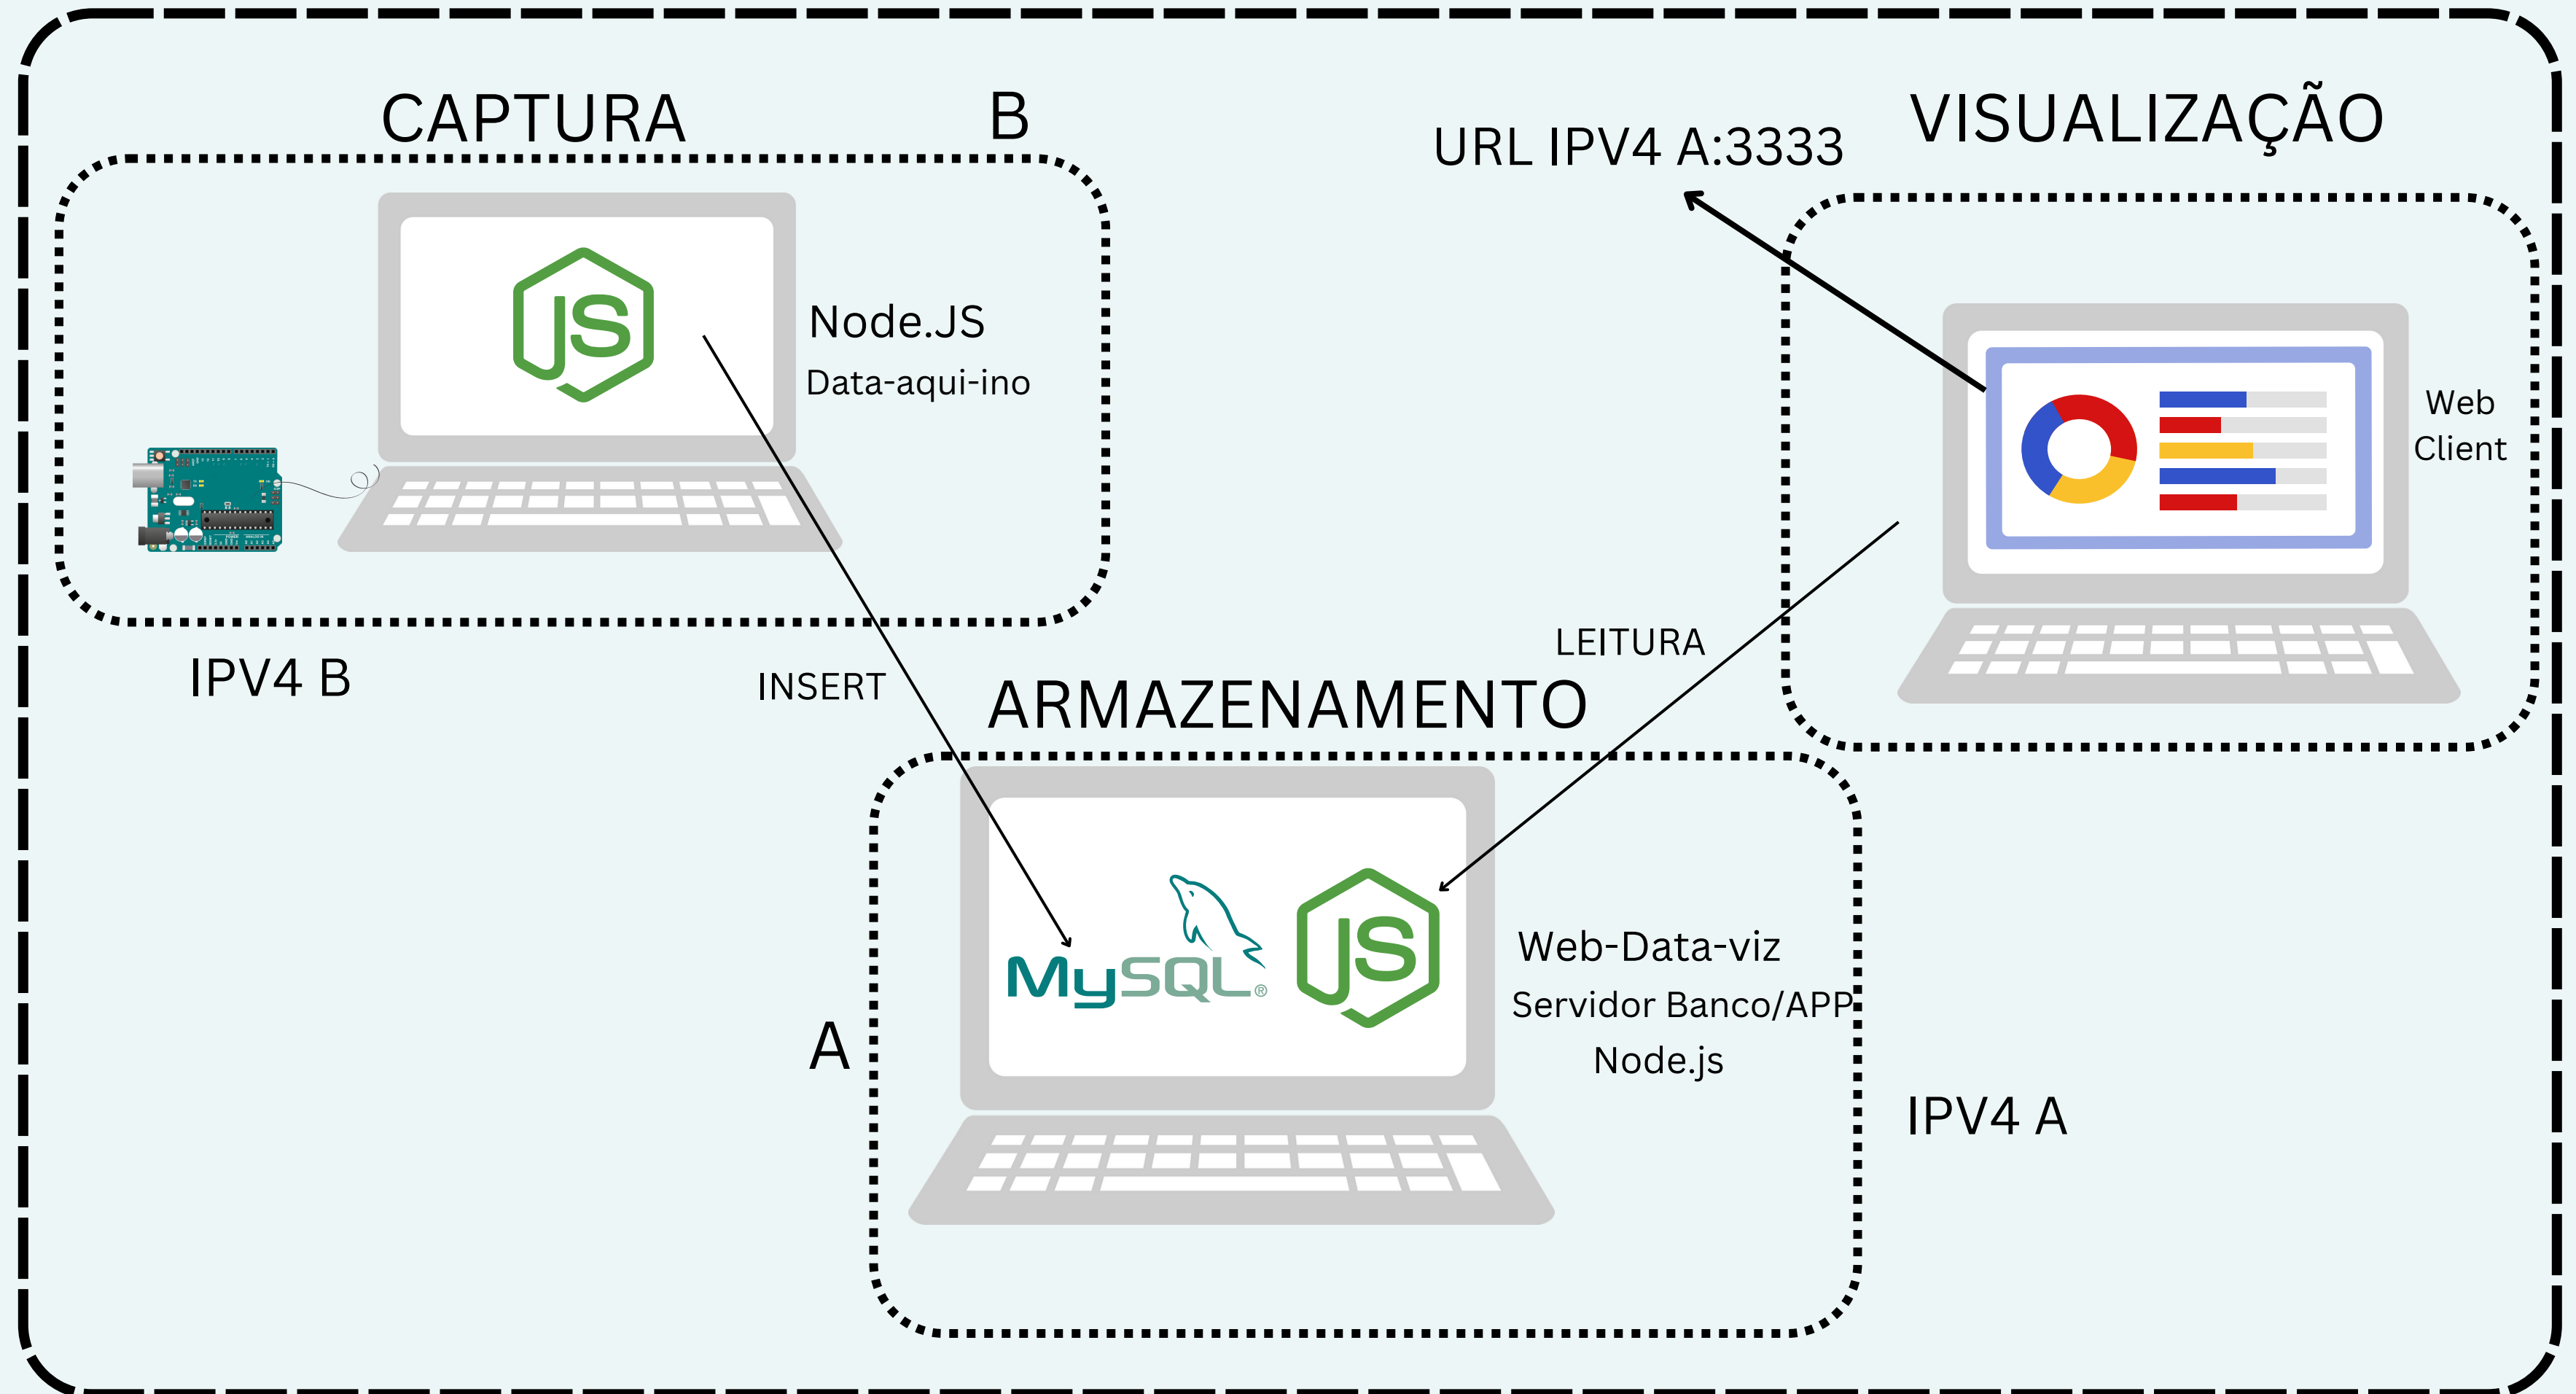 CAPTURA
B
URL IPV4 A:3333
VISUALIZAÇÃO
JS
Node.JS
Data-aqui-ino
Web
Client
IPV4 B
INSERT
LEITURA
ARMAZENAMENTO
MySQL®
JS
Web-Data-viz
Servidor Banco/APP
Node.js
A
IPV4 A